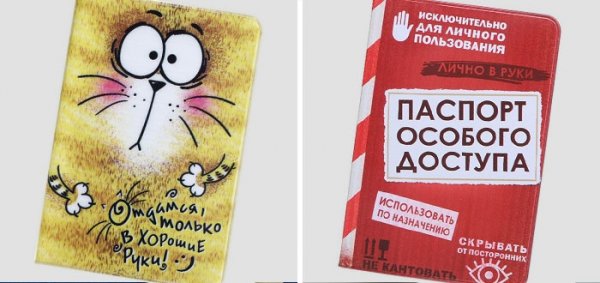 Отдамся,
только
в хорошие
руки! :-)
ИСКЛЮЧИТЕЛЬНО
ДЛЯ ЛИЧНОГО
ПОЛЬЗОВАНИЯ
ЛИЧНО В РУКИ
ПАСПОРТ
ОСОБОГО
ДОСТУПА
ИСПОЛЬЗОВАТЬ
ПО НАЗНАЧЕНИЮ
НЕ КАНТОВАТЬ
СКРЫВАТЬ
ОТ ПОСТОРОННИХ